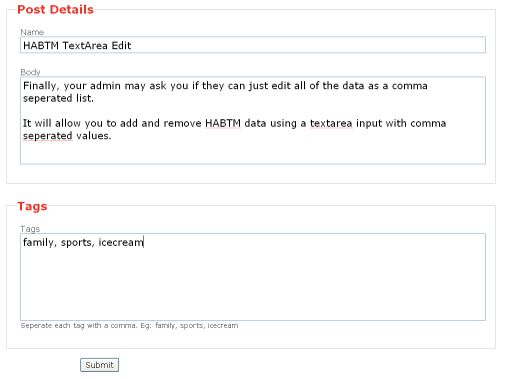 Post Details
Name
HABTM TextArea Edit
Body
Finally, your admin may ask you if they can just edit all of the data as a comma
seperated list.
It will allow you to add and remove HABTM data using a textarea input with comma
seperated values.
Tags
Tags
family, sports, icecream
Seperate each tag with a comma. Eg: family, sports, icecream
Submit